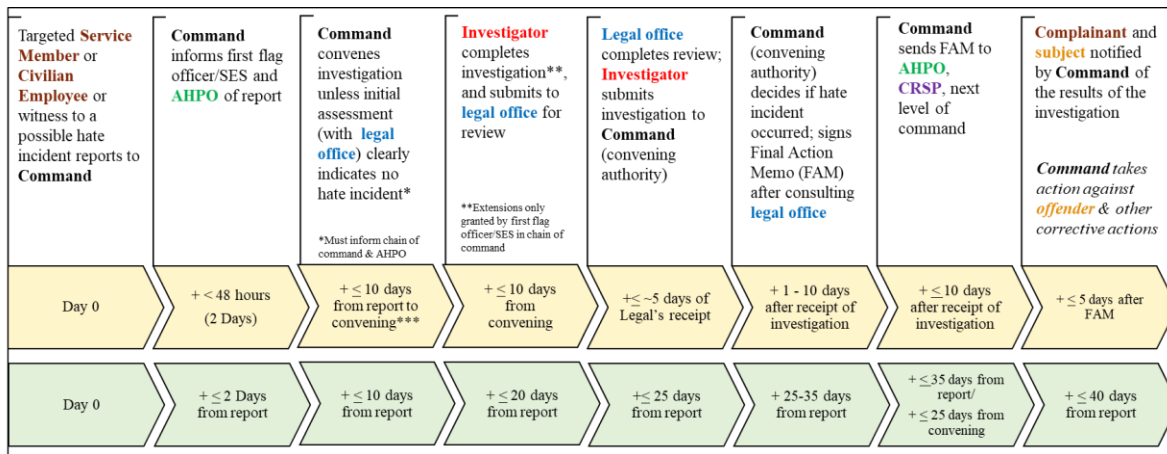 Targeted Service
Member or
Civilian
Employee or
witness to a
possible hate
incident reports to
Command
Command
informs first flag
officer/SES and
AHPO of report
Command
convenes
investigation
unless initial
assessment
(with legal
office) clearly
indicates no
hate incident*
*Must inform chain of
command & AHPO
Investigator
completes
investigation**,
and submits to
legal office for
review
**Extensions only
granted by first flag
officer/SES in chain of
command
Legal office
completes review;
Investigator
submits
investigation to
Command
(convening
authority)
Command
(convening
authority)
decides if hate
incident
occurred; signs
Final Action
Memo (FAM)
after consulting
legal office
Command
sends FAM to
AHPO,
CRSP, next
level of
command
Complainant and
subject notified
by Command of
the results of the
investigation
Command takes
action against
offender & other
corrective actions
Day 0
+ < 48 hours
(2 Days)
+ ≤ 10 days
from report to
convening***
+ ≤ 10 days
from
convening
+≤ ~5 days of
Legal's receipt
+ 1 - 10 days
after receipt of
investigation
+ ≤10 days
after receipt of
investigation
+ ≤ 5 days after
FAM
Day 0
+ ≤2 Days
from report
+ ≤10 days
from report
+ ≤ 20 days
from report
+≤ 25 days
from report
+ 25-35 days
from report
+ ≤35 days from
report/
+ ≤25 days from
convening
+ ≤ 40 days
from report